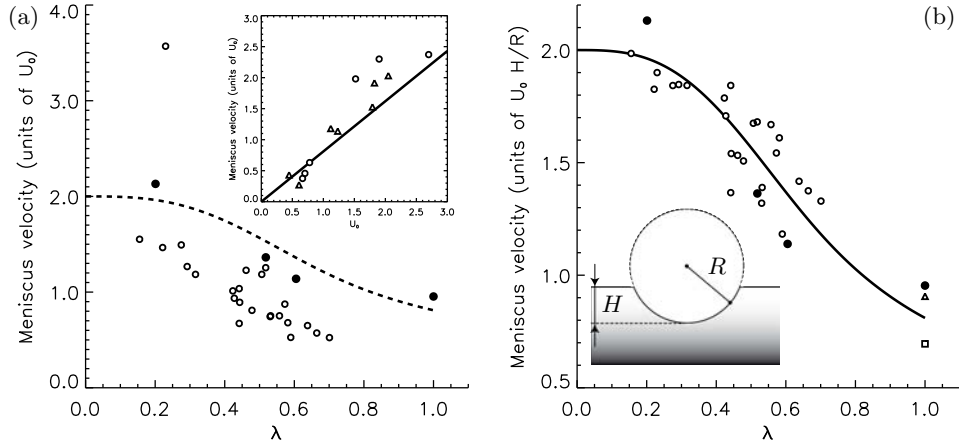 (a)
Meniscus velocity (units of U₀)
4.0
3.0
2.0
1.0
0.0
0.0 0.2 0.4 0.6 0.8 1.0
λ
Meniscus velocity (units of U₀)
3.0
2.5
2.0
1.5
1.0
0.5
0.0
0.0 0.5 1.0 1.5 2.0 2.5 3.0
U₀
(b)
Meniscus velocity (units of U₀ H/R)
2.0
1.5
1.0
0.5
0.0 0.2 0.4 0.6 0.8 1.0
λ
R
H